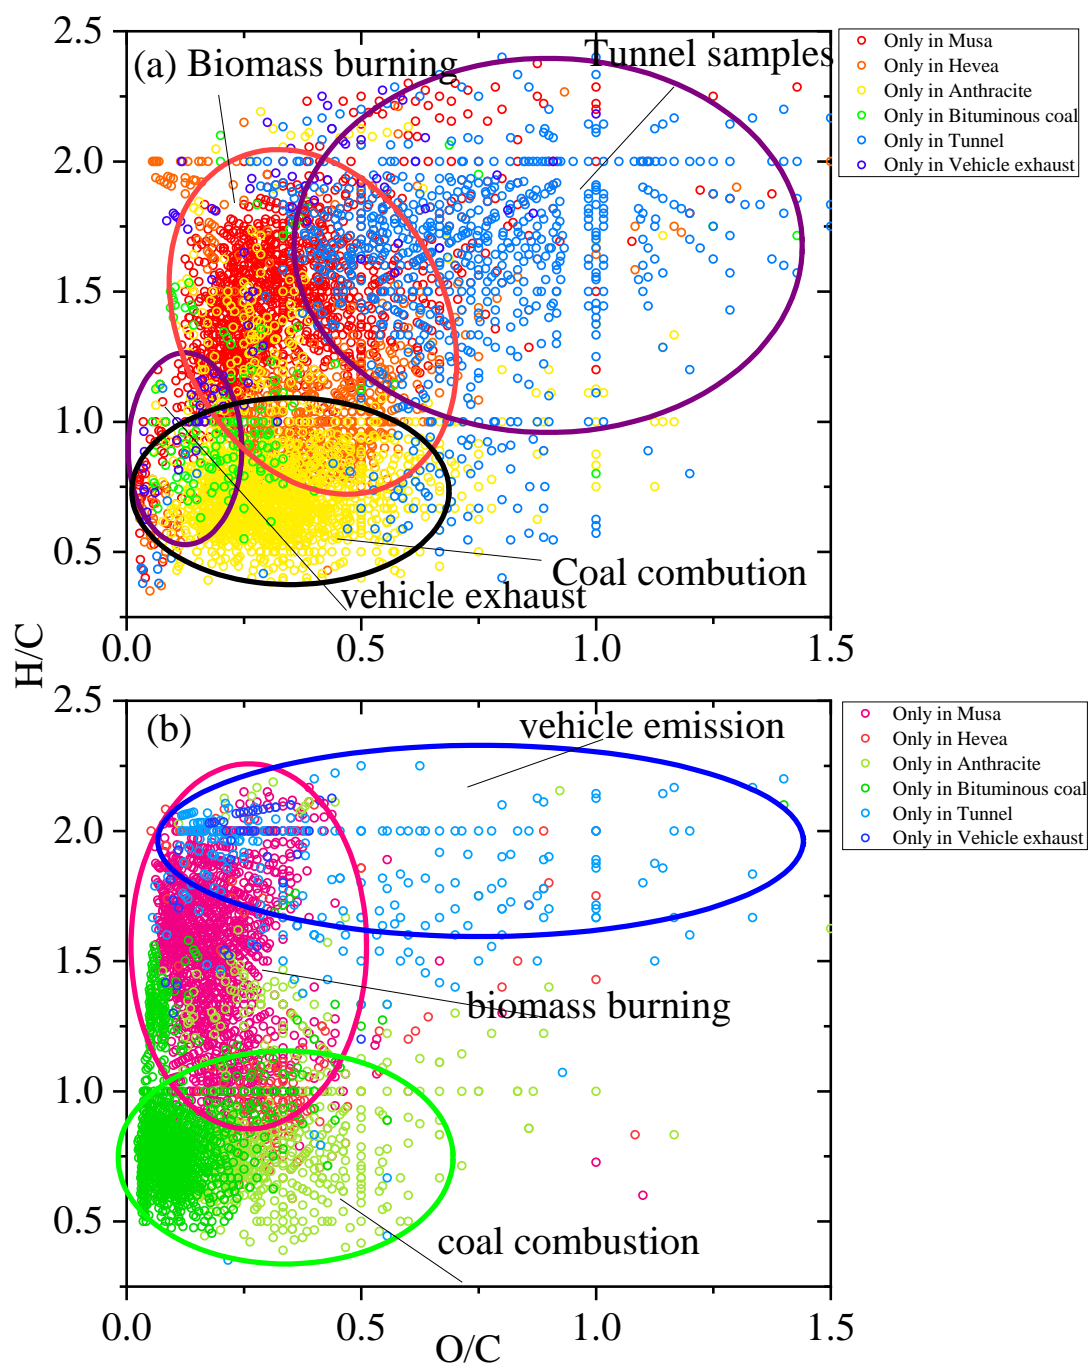 2.5
(a) Biomass burning
Tunnel samples
2.0
1.5
1.0
0.5
Coal combution
vehicle exhaust
0.0
0.5
1.0
1.5
Only in Musa
Only in Hevea
Only in Anthracite
Only in Bituminous coal
Only in Tunnel
Only in Vehicle exhaust
H/C
2.5
(b)
vehicle emission
2.0
1.5
biomass burning
1.0
0.5
coal combustion
0.0
0.5
1.0
1.5
O/C
Only in Musa
Only in Hevea
Only in Anthracite
Only in Bituminous coal
Only in Tunnel
Only in Vehicle exhaust